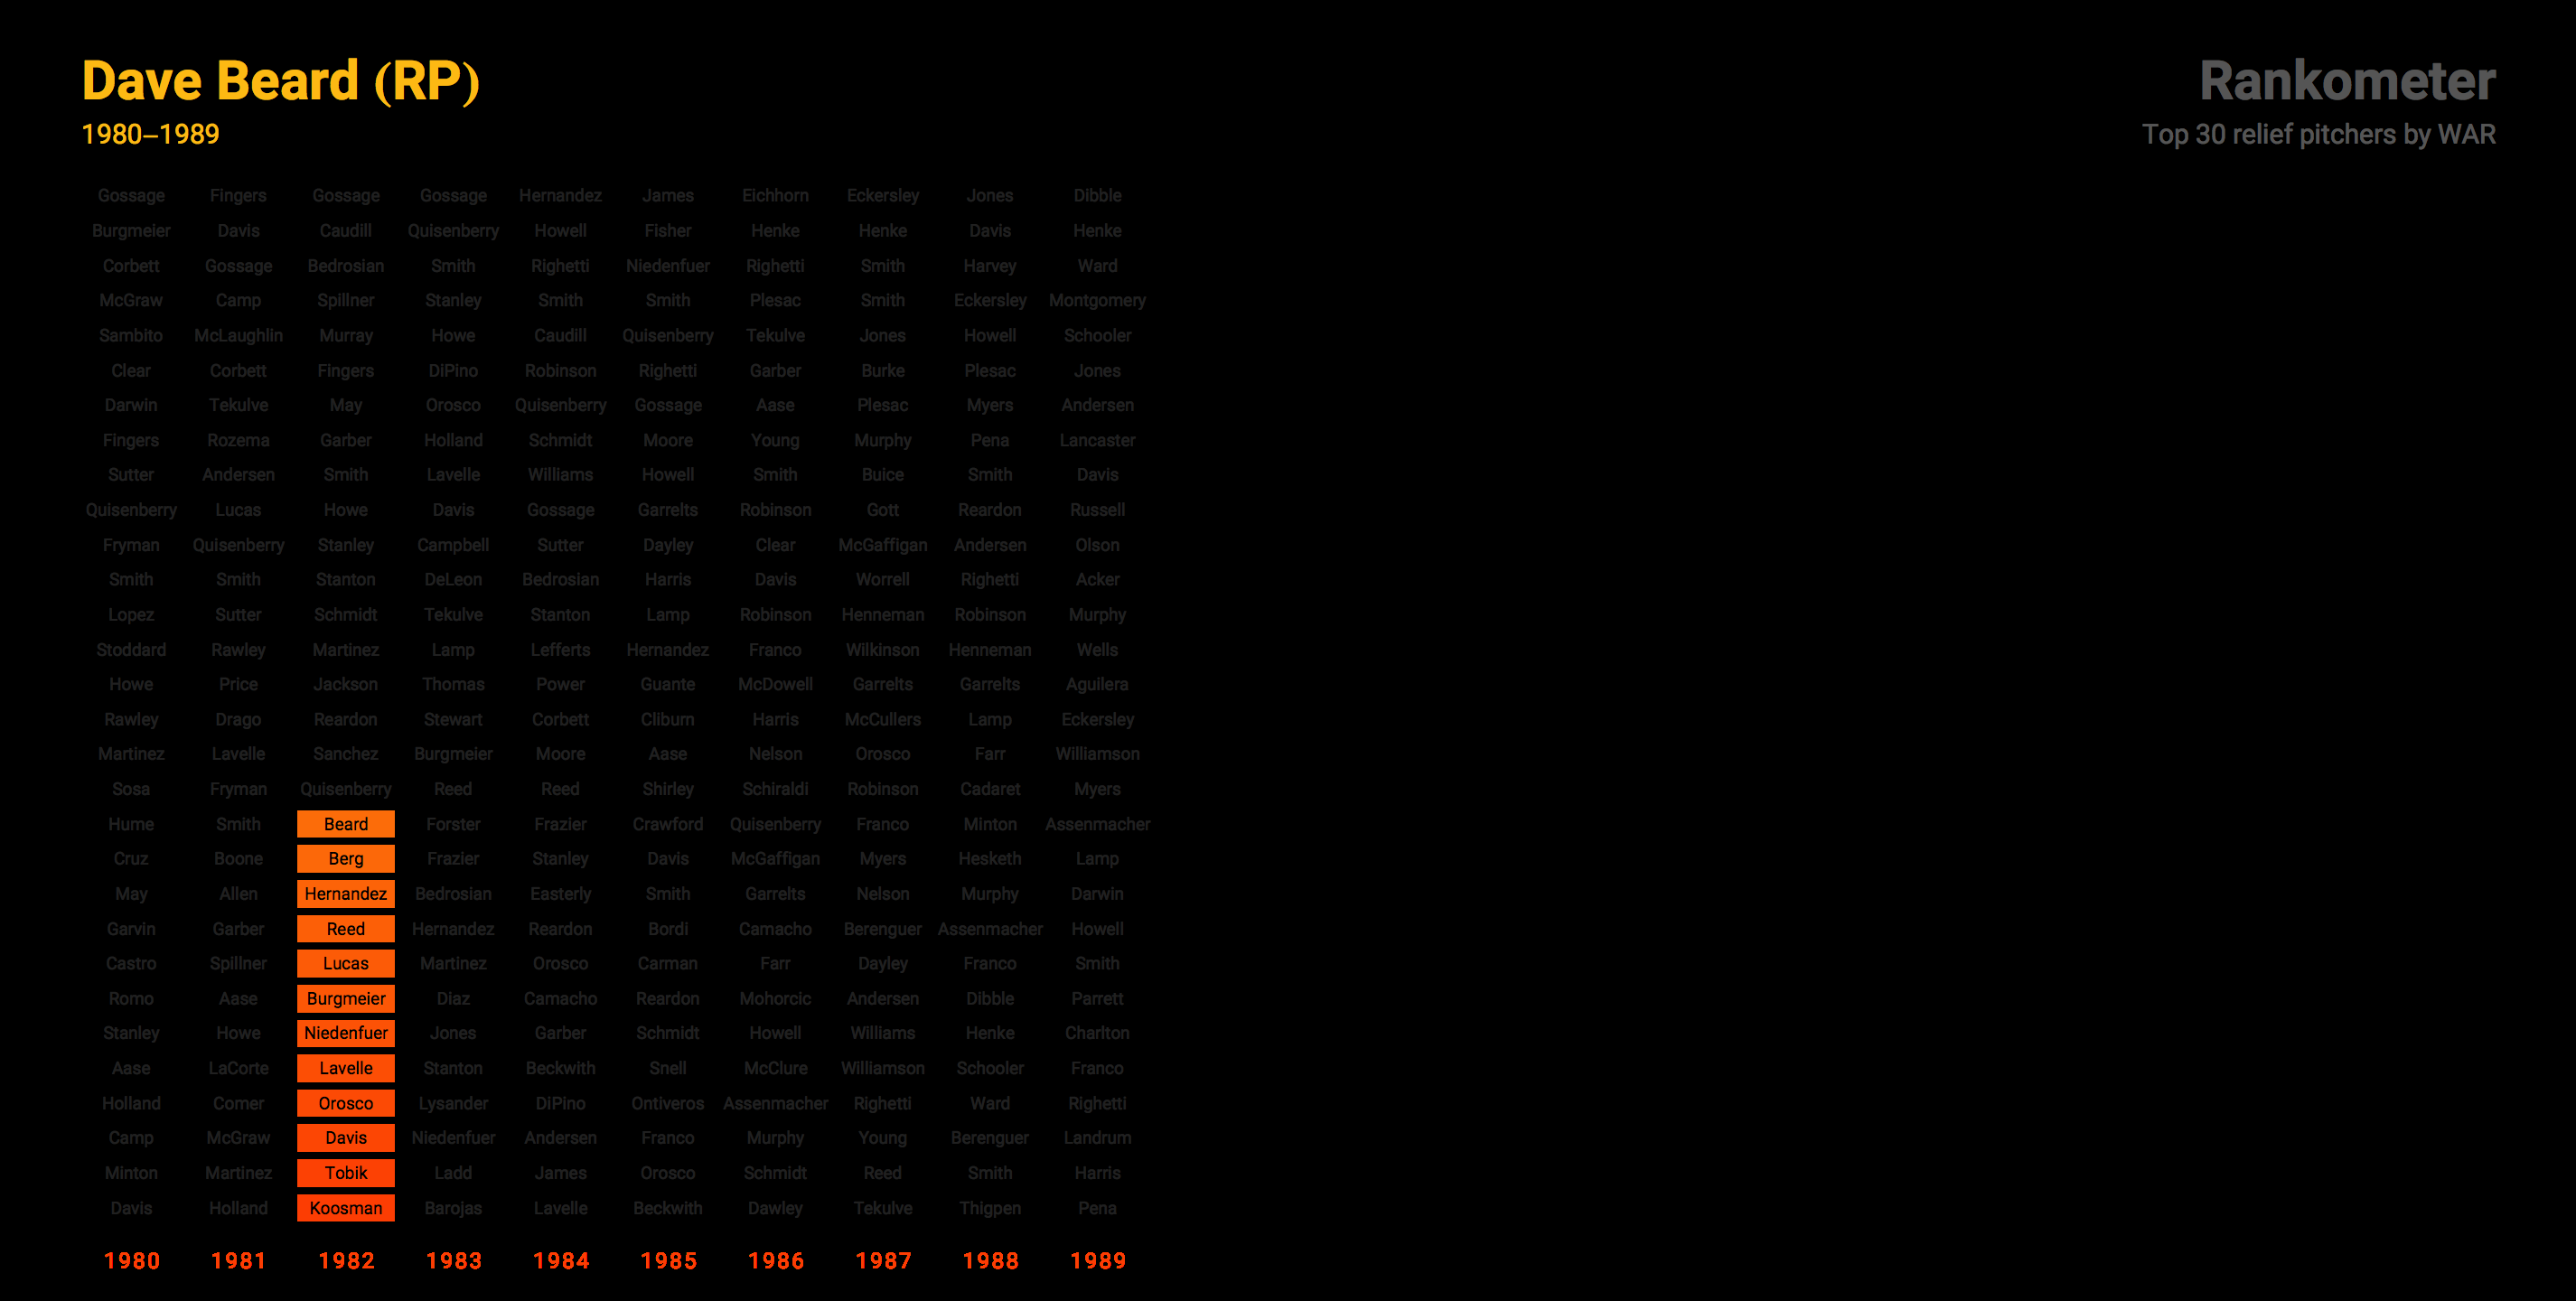 Dave Beard (RP)
1980–1989
Rankometer
Top 30 relief pitchers by WAR
Gossage Fingers Gossage Gossage Hernandez James Eichhorn Eckersley Jones Dibble
Burgmeier Davis Caudill Quisenberry Howell Fisher Henke Henke Davis Henke
Corbett Gossage Bedrosian Smith Righetti Niedenfuer Righetti Smith Harvey Ward
McGraw Camp Spillner Stanley Smith Smith Plesac Smith Eckersley Montgomery
Sambito McLaughlin Murray Howe Caudill Quisenberry Tekulve Jones Howell Schooler
Clear Corbett Fingers DiPino Robinson Righetti Garber Burke Plesac Jones
Darwin Tekulve May Orosco Quisenberry Gossage Aase Plesac Myers Andersen
Fingers Rozema Garber Holland Schmidt Moore Young Murphy Pena Lancaster
Sutter Andersen Smith Lavelle Williams Howell Smith Buice Smith Davis
Quisenberry Lucas Howe Davis Gossage Garrelts Robinson Gott Reardon Russell
Fryman Quisenberry Stanley Campbell Sutter Dayley Clear McGaffigan Andersen Olson
Smith Smith Stanton DeLeon Bedrosian Harris Davis Worrell Righetti Acker
Lopez Sutter Schmidt Tekulve Stanton Lamp Robinson Henneman Robinson Murphy
Stoddard Rawley Martinez Lamp Lefferts Hernandez Franco Wilkinson Henneman Wells
Howe Price Jackson Thomas Power Guante McDowell Garrelts Garrelts Aguilera
Rawley Drago Reardon Stewart Corbett Cliburn Harris McCullers Lamp Eckersley
Martinez Lavelle Sanchez Burgmeier Moore Aase Nelson Orosco Farr Williamson
Sosa Fryman Quisenberry Reed Reed Shirley Schiraldi Robinson Cadaret Myers
Hume Smith Beard Forster Frazier Crawford Quisenberry Franco Minton Assenmacher
Cruz Boone Berg Frazier Stanley Davis McGaffigan Myers Hesketh Lamp
May Allen Hernandez Bedrosian Easterly Smith Garrelts Nelson Murphy Darwin
Garvin Garber Reed Hernandez Reardon Bordi Camacho Berenguer Assenmacher Howell
Castro Spillner Lucas Martinez Orosco Carman Farr Dayley Franco Smith
Romo Aase Burgmeier Diaz Camacho Reardon Mohorcic Andersen Dibble Parrett
Stanley Howe Niedenfuer Jones Garber Schmidt Howell Williams Henke Charlton
Aase LaCorte Lavelle Stanton Beckwith Snell McClure Williamson Schooler Franco
Holland Comer Orosco Lysander DiPino Ontiveros Assenmacher Righetti Ward Righetti
Camp McGraw Davis Niedenfuer Andersen Franco Murphy Young Berenguer Landrum
Minton Martinez Tobik Ladd James Orosco Schmidt Reed Smith Harris
Davis Holland Koosman Barojas Lavelle Beckwith Dawley Tekulve Thigpen Pena
1980 1981 1982 1983 1984 1985 1986 1987 1988 1989